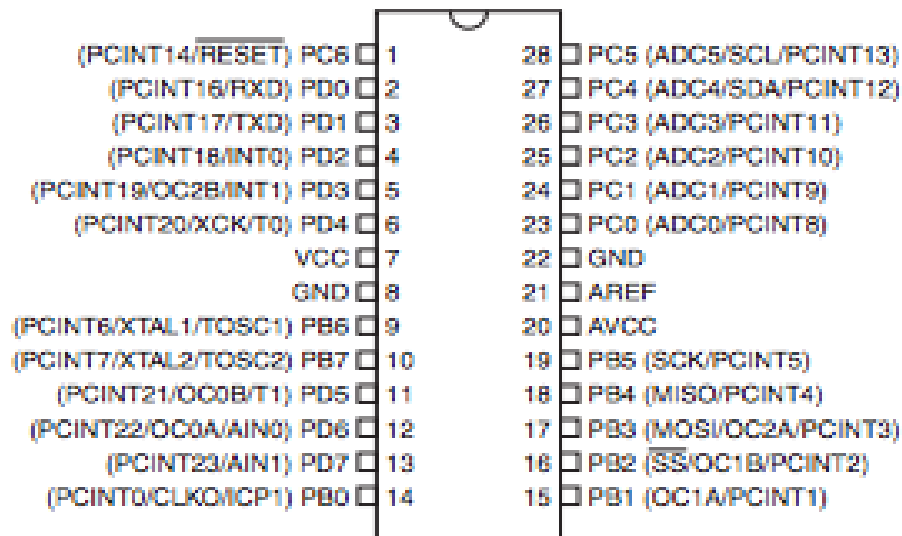 (PCINT14/RESET) PC6 1 28 PC5 (ADC5/SCL/PCINT13)
(PCINT16/RXD) PD0 2 27 PC4 (ADC4/SDA/PCINT12)
(PCINT17/TXD) PD1 3 26 PC3 (ADC3/PCINT11)
(PCINT18/INT0) PD2 4 25 PC2 (ADC2/PCINT10)
(PCINT19/OC2B/INT1) PD3 5 24 PC1 (ADC1/PCINT9)
(PCINT20/XCK/T0) PD4 6 23 PC0 (ADC0/PCINT8)
VCC 7 22 GND
GND 8 21 AREF
(PCINT6/XTAL1/TOSC1) PB6 9 20 AVCC
(PCINT7/XTAL2/TOSC2) PB7 10 19 PB5 (SCK/PCINT5)
(PCINT21/OC0B/T1) PD5 11 18 PB4 (MISO/PCINT4)
(PCINT22/OC0A/AIN0) PD6 12 17 PB3 (MOSI/OC2A/PCINT3)
(PCINT23/AIN1) PD7 13 16 PB2 (SS/OC1B/PCINT2)
(PCINT0/CLKO/ICP1) PB0 14 15 PB1 (OC1A/PCINT1)